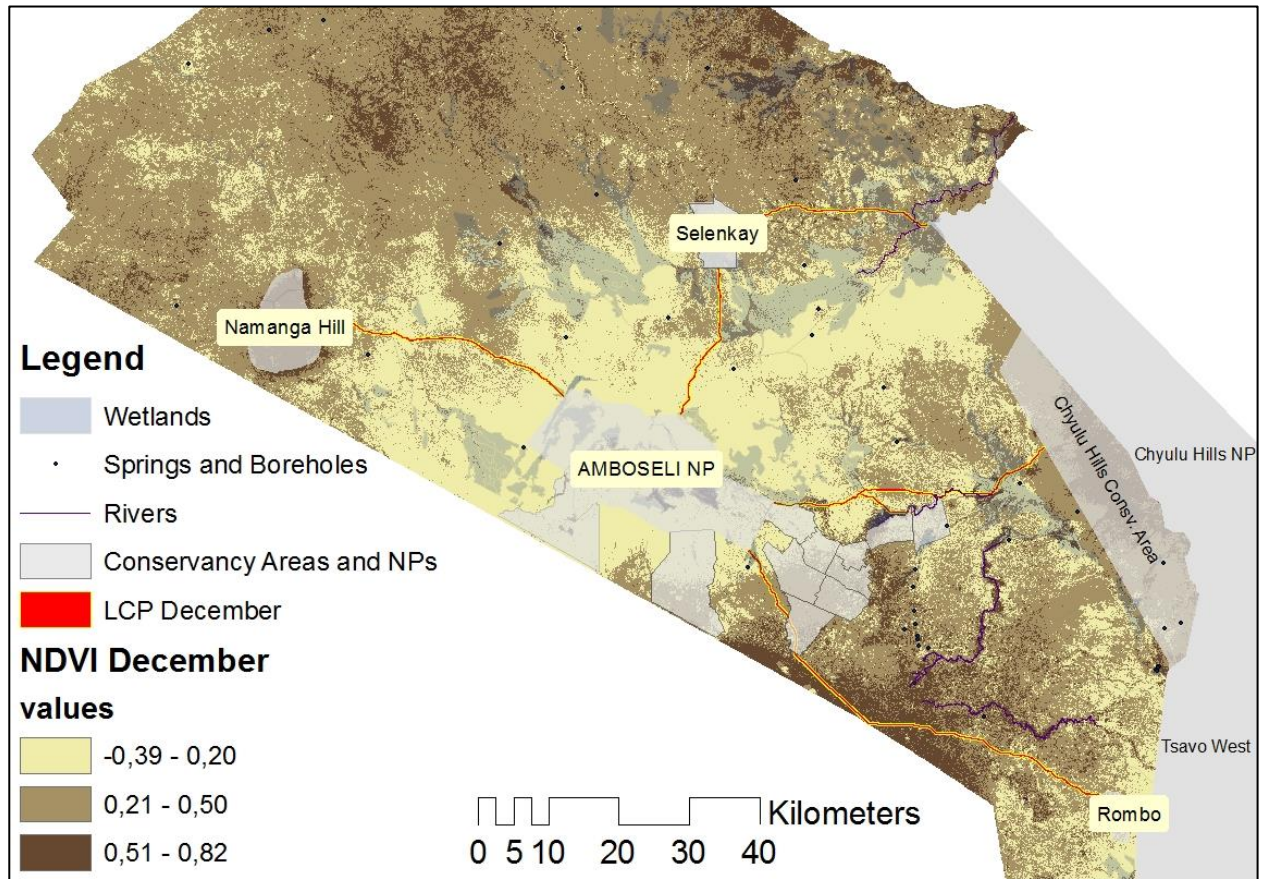 Selenkay
Namanga Hill
AMBOSELI NP
Chyulu Hills Consv. Area
Chyulu Hills NP
Tsavo West
Rombo
Legend
Wetlands
Springs and Boreholes
Rivers
Conservancy Areas and NPs
LCP December
NDVI December
values
-0,39 - 0,20
0,21 - 0,50
0,51 - 0,82
Kilometers
0 5 10 20 30 40